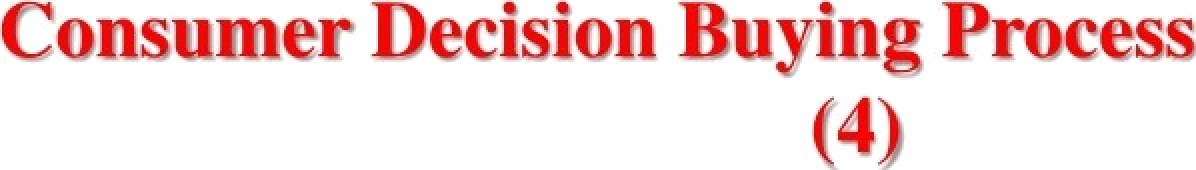 Consumer Decision Buying Process
(4)